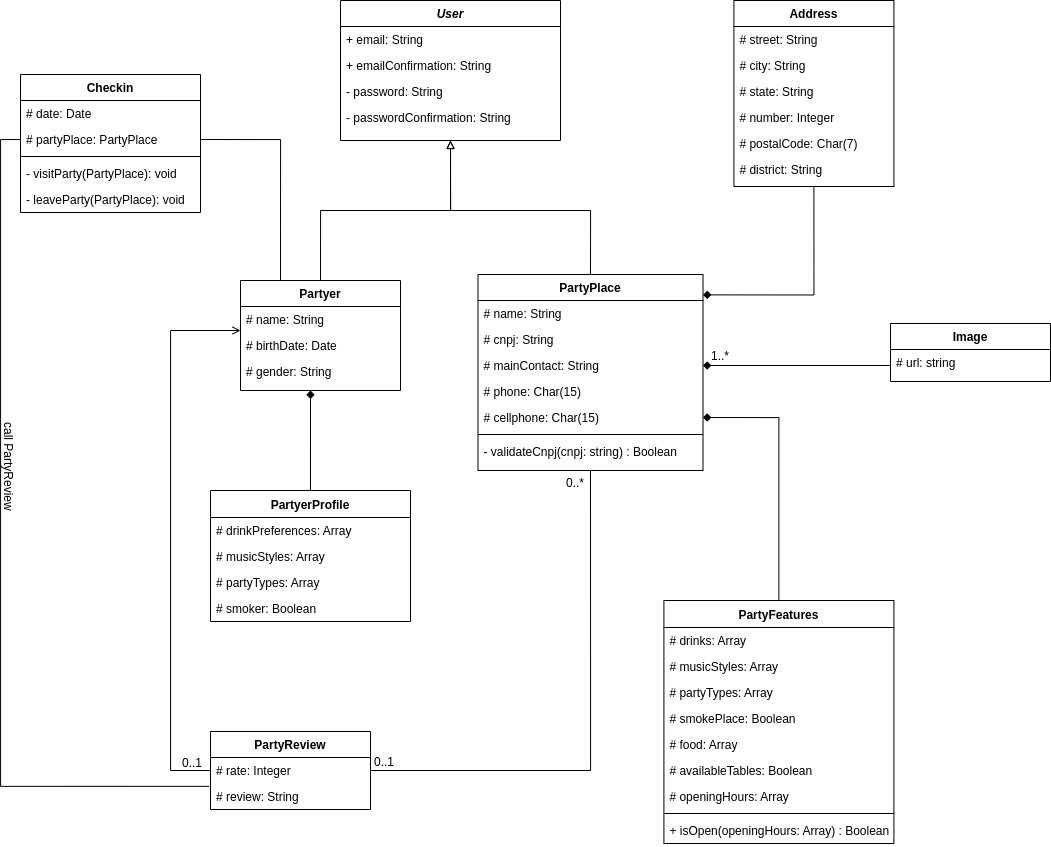 User
+ email: String
+ emailConfirmation: String
- password: String
- passwordConfirmation: String
Address
# street: String
# city: String
# state: String
# number: Integer
# postalCode: Char(7)
# district: String
Checkin
# date: Date
# partyPlace: PartyPlace
- visitParty(PartyPlace): void
- leaveParty(PartyPlace): void
Partyer
# name: String
# birthDate: Date
# gender: String
PartyPlace
# name: String
# cnpj: String
# mainContact: String
# phone: Char(15)
# cellphone: Char(15)
- validateCnpj(cnpj: string) : Boolean
1..*
Image
# url: string
call PartyReview
0..*
PartyerProfile
# drinkPreferences: Array
# musicStyles: Array
# partyTypes: Array
# smoker: Boolean
PartyFeatures
# drinks: Array
# musicStyles: Array
# partyTypes: Array
# smokePlace: Boolean
# food: Array
# availableTables: Boolean
# openingHours: Array
+ isOpen(openingHours: Array) : Boolean
PartyReview
# rate: Integer
# review: String
0..1
0..1